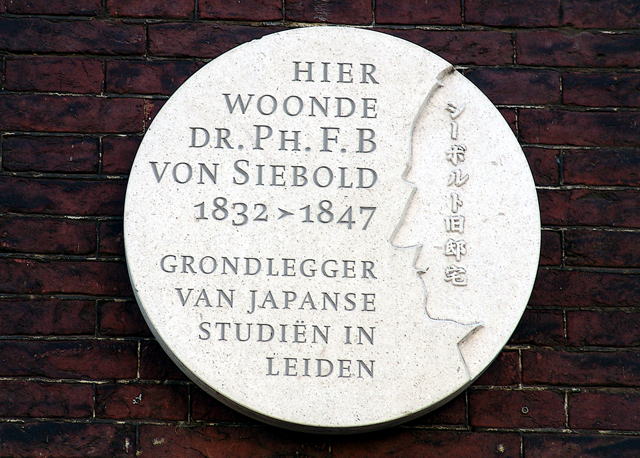 HIER
WOONDE
DR. PH. F. B
VON SIEBOLD
1832 > 1847
GRONDLEGGER
VAN JAPANSE
STUDIËN IN
LEIDEN
シーボルト旧邸宅